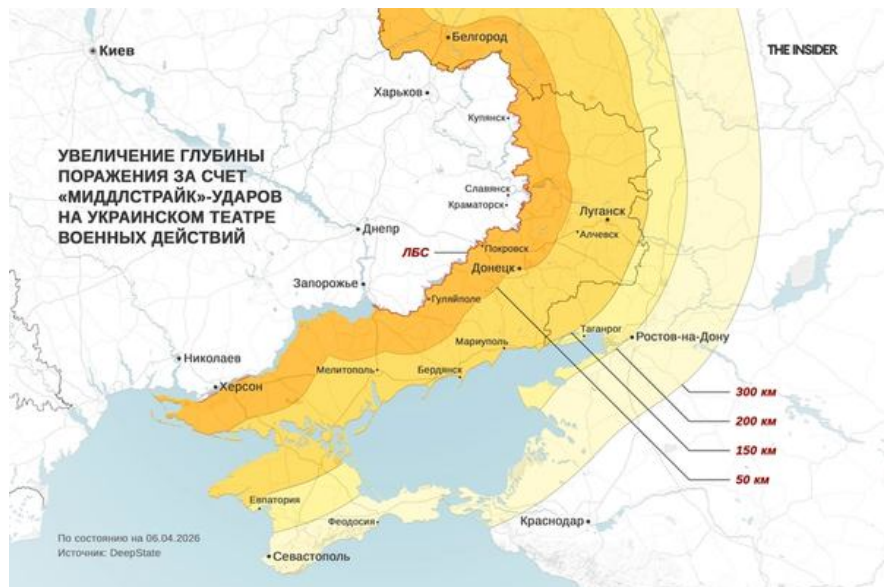 Белгород
THE INSIDER
Киев
Харьков
Купянск
УВЕЛИЧЕНИЕ ГЛУБИНЫ
ПОРАЖЕНИЯ ЗА СЧЕТ
«МИДДЛСТРАЙК»-УДАРОВ
НА УКРАИНСКОМ ТЕАТРЕ
ВОЕННЫХ ДЕЙСТВИЙ
Славянск
Краматорск
Луганск
Алчевск
Днепр
ЛБС
Покровск
Донецк
Запорожье
Гуляйполе
Таганрог
Ростов-на-Дону
Мариуполь
Николаев
Мелитополь
Бердянск
Херсон
300 км
200 км
150 км
50 км
Евпатория
Феодосия
Краснодар
По состоянию на 06.04.2026
Источник: DeepState
Севастополь